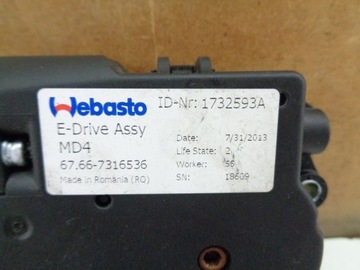 Webasto ID-Nr: 1732593A
E-Drive Assy
MD4
67.66-7316536
Made in Romania (RO)
Date: 7/31/2013
Life State: 2
Worker: 56
SN: 18609